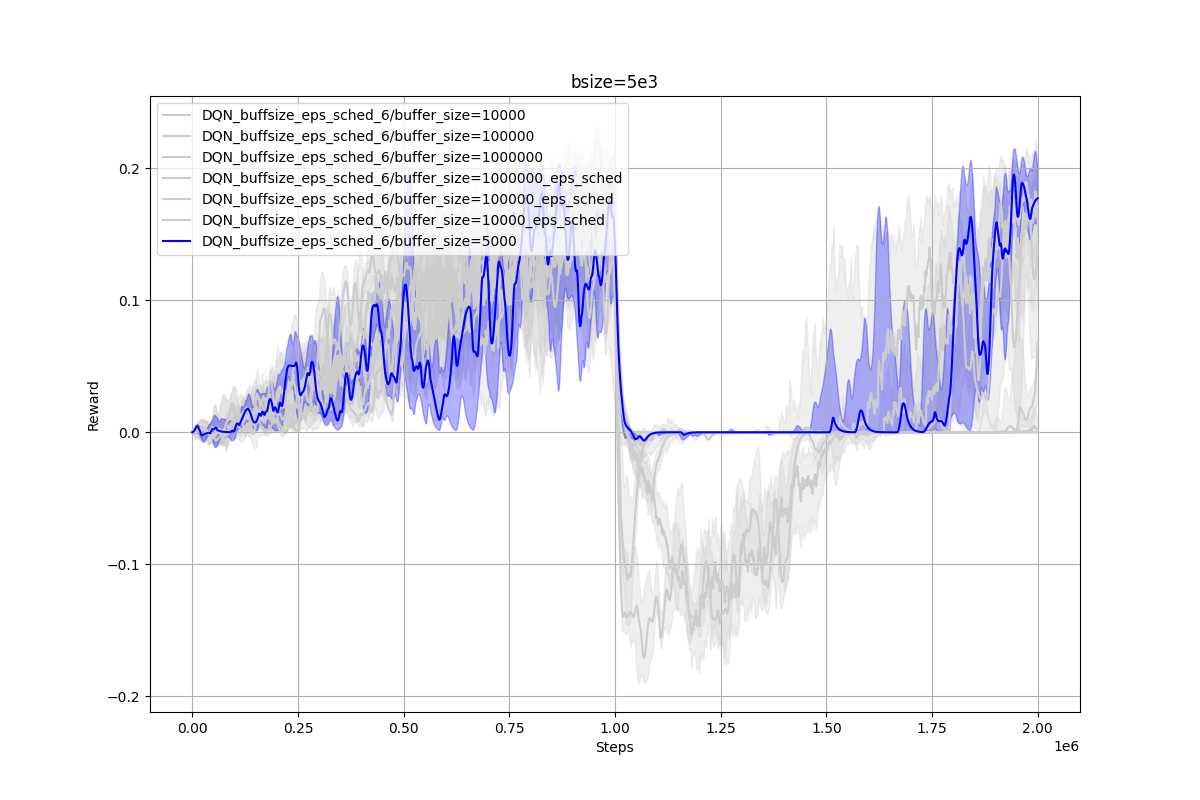 bsize=5e3
DQN_buffsize_eps_sched_6/buffer_size=10000
DQN_buffsize_eps_sched_6/buffer_size=100000
DQN_buffsize_eps_sched_6/buffer_size=1000000
DQN_buffsize_eps_sched_6/buffer_size=1000000_eps_sched
DQN_buffsize_eps_sched_6/buffer_size=100000_eps_sched
DQN_buffsize_eps_sched_6/buffer_size=10000_eps_sched
DQN_buffsize_eps_sched_6/buffer_size=5000
0.2
0.1
0.0
−0.1
−0.2
Reward
0.00 0.25 0.50 0.75 1.00 1.25 1.50 1.75 2.00
1e6
Steps